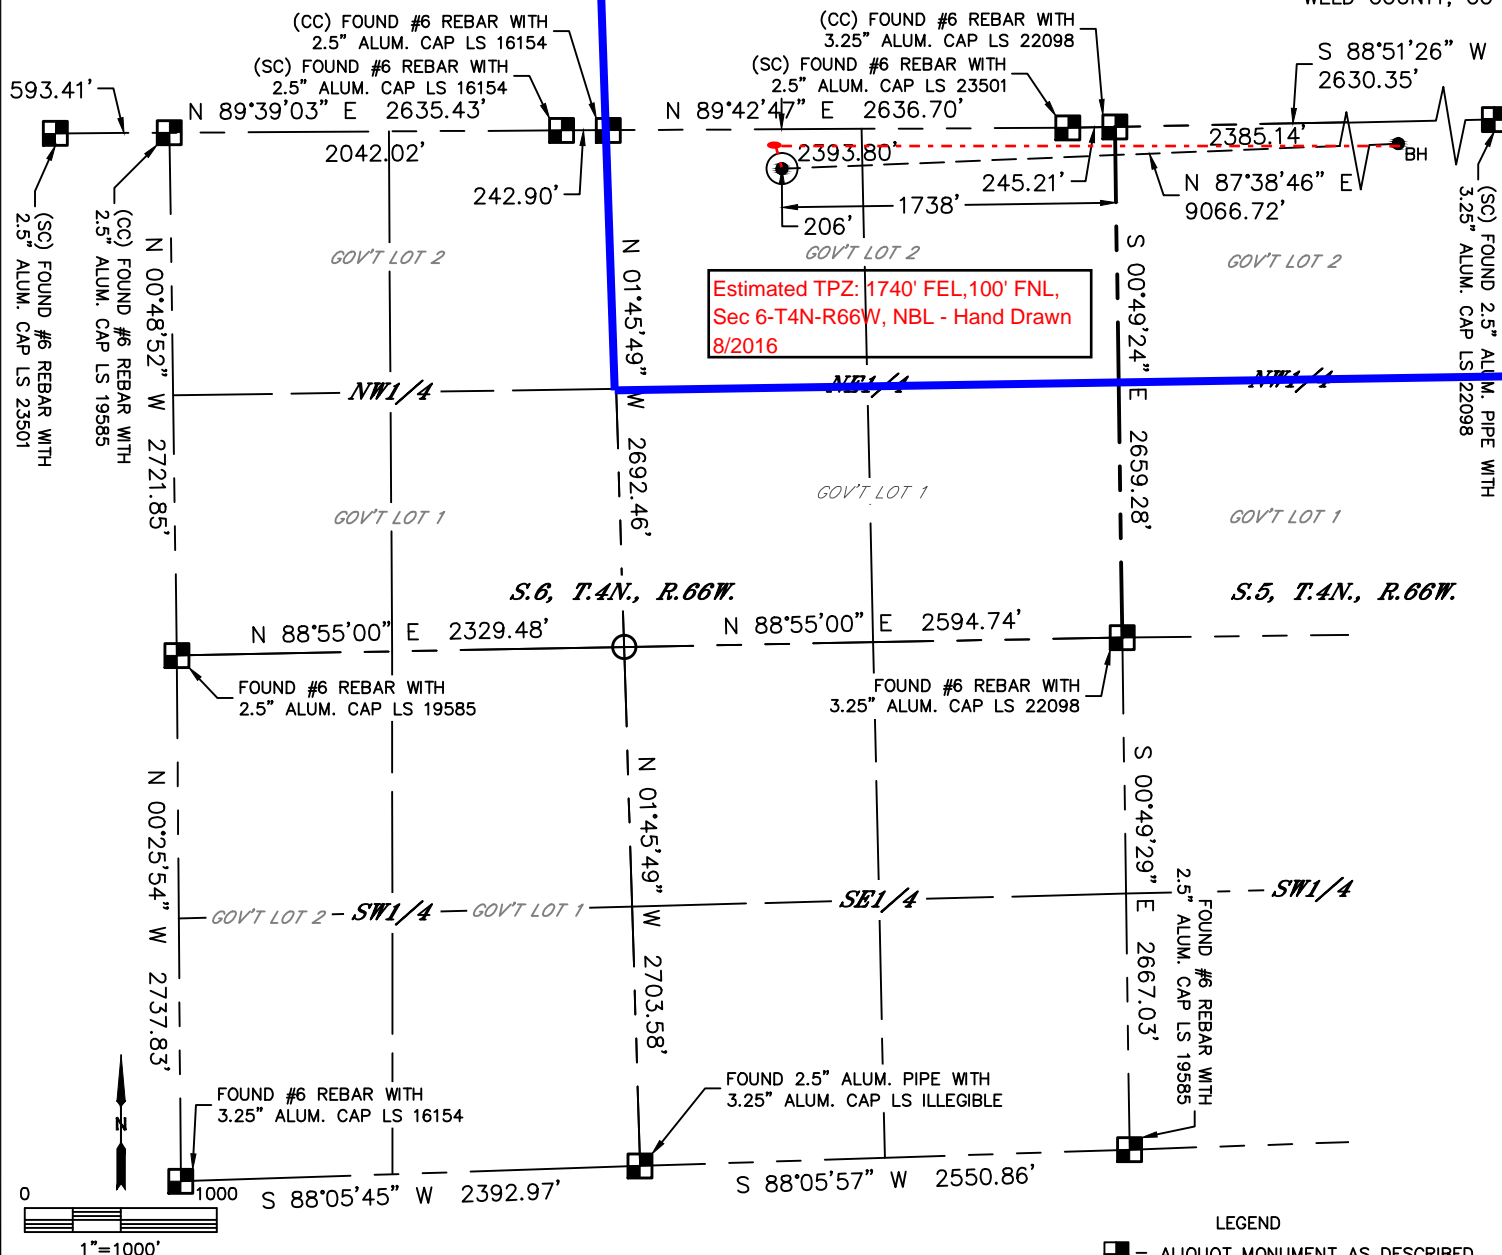 WELD COUNTY, CO
(CC) FOUND #6 REBAR WITH
2.5" ALUM. CAP LS 16154
(SC) FOUND #6 REBAR WITH
2.5" ALUM. CAP LS 16154
(CC) FOUND #6 REBAR WITH
3.25" ALUM. CAP LS 22098
(SC) FOUND #6 REBAR WITH
2.5" ALUM. CAP LS 23501
S 88°51'26" W
2630.35'
593.41'
N 89°39'03" E 2635.43'
N 89°42'47" E 2636.70'
2042.02'
242.90'
2393.80'
245.21'
2385.14'
BH
N 87°38'46" E
9066.72'
1738'
206'
(SC) FOUND #6 REBAR WITH
2.5" ALUM. CAP LS 23501
(CC) FOUND #6 REBAR WITH
2.5" ALUM. CAP LS 19585
(SC) FOUND 2.5" ALUM. PIPE WITH
3.25" ALUM. CAP LS 22098
GOV'T LOT 2
GOV'T LOT 2
GOV'T LOT 2
N 00°48'52" W 2721.85'
N 01°45'49" W 2692.46'
S 00°49'24" E 2659.28'
Estimated TPZ: 1740' FEL,100' FNL,
Sec 6-T4N-R66W, NBL - Hand Drawn
8/2016
NW1/4
NE1/4
NW1/4
GOV'T LOT 1
GOV'T LOT 1
GOV'T LOT 1
S.6, T.4N., R.66W.
S.5, T.4N., R.66W.
N 88°55'00" E 2329.48'
N 88°55'00" E 2594.74'
FOUND #6 REBAR WITH
2.5" ALUM. CAP LS 19585
FOUND #6 REBAR WITH
3.25" ALUM. CAP LS 22098
N 00°25'54" W 2737.83'
N 01°45'49" W 2703.58'
S 00°49'29" E 2667.03'
GOV'T LOT 2
SW1/4
GOV'T LOT 1
SE1/4
SW1/4
FOUND #6 REBAR WITH
2.5" ALUM. CAP LS 19585
FOUND #6 REBAR WITH
3.25" ALUM. CAP LS 16154
FOUND 2.5" ALUM. PIPE WITH
3.25" ALUM. CAP LS ILLEGIBLE
N
S 88°05'45" W 2392.97'
S 88°05'57" W 2550.86'
0 1000
1"=1000'
LEGEND
= ALIQUOT MONUMENT AS DESCRIBED